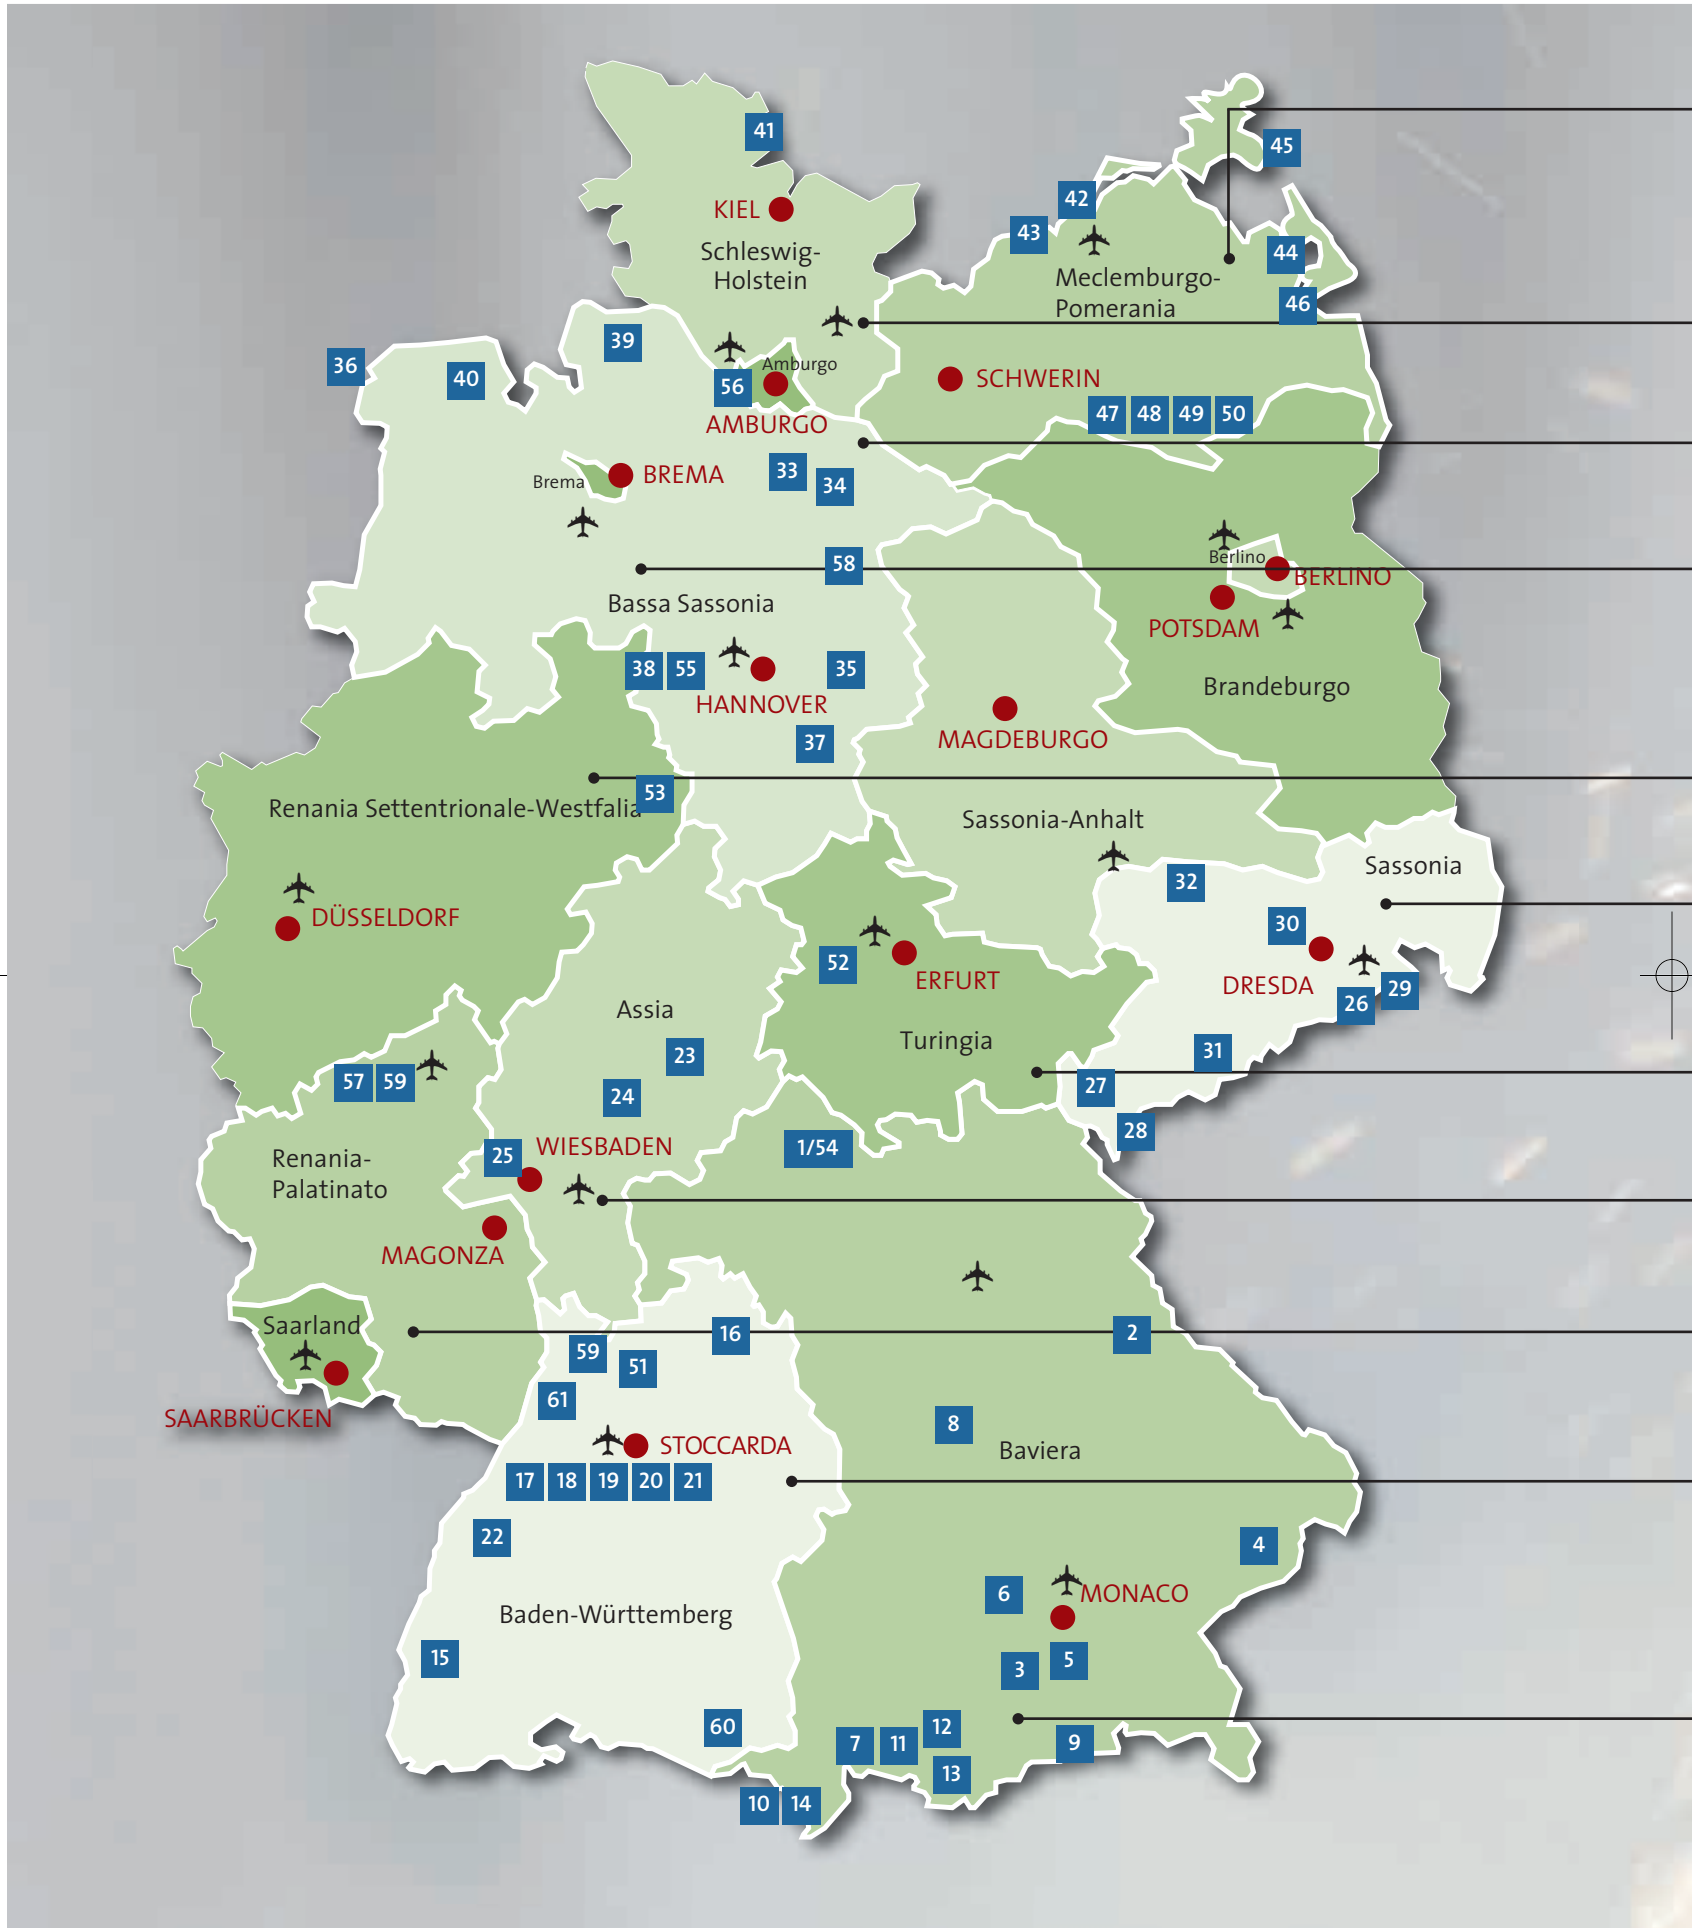 41
45
42
KIEL
43
Schleswig-
Holstein
44
Meclemburgo-
Pomerania
46
39
36
40
Amburgo
56
AMBURGO
SCHWERIN
47 48 49 50
Brema
BREMA
33
34
58
Berlino
BERLINO
Bassa Sassonia
POTSDAM
38 55
35
HANNOVER
Brandeburgo
37
MAGDEBURGO
53
Renania Settentrionale-Westfalia
Sassonia-Anhalt
Sassonia
32
DÜSSELDORF
30
52
ERFURT
DRESDA
26
29
Assia
Turingia
23
31
57 59
24
27
28
25
WIESBADEN
1/54
Renania-
Palatinato
MAGONZA
Saarland
16
2
59
51
61
SAARBRÜCKEN
8
STOCCARDA
Baviera
17 18 19 20 21
22
4
6
MONACO
Baden-Württemberg
15
3
5
60
7
11
12
9
13
10 14